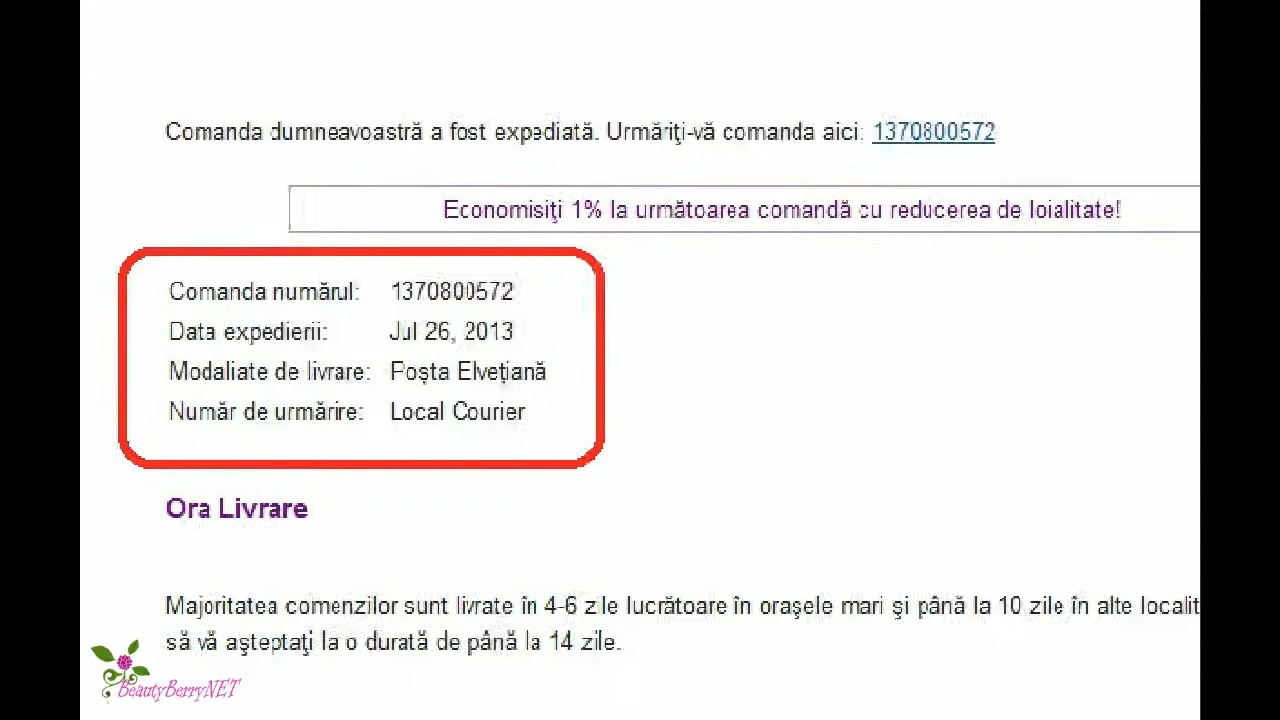 Comanda dumneavoastră a fost expediată. Urmăriţi-vă comanda aici: 1370800572
Economisiţi 1% la următoarea comandă cu reducerea de loialitate!
Comanda numărul: 1370800572
Data expedierii: Jul 26, 2013
Modaliate de livrare: Poșta Elvețiană
Număr de urmărire: Local Courier
Ora Livrare
Majoritatea comenzilor sunt livrate în 4-6 zile lucrătoare în oraşele mari şi până la 10 zile în alte localit
să vă aşteptaţi la o durată de până la 14 zile.
BeautyBerryNET